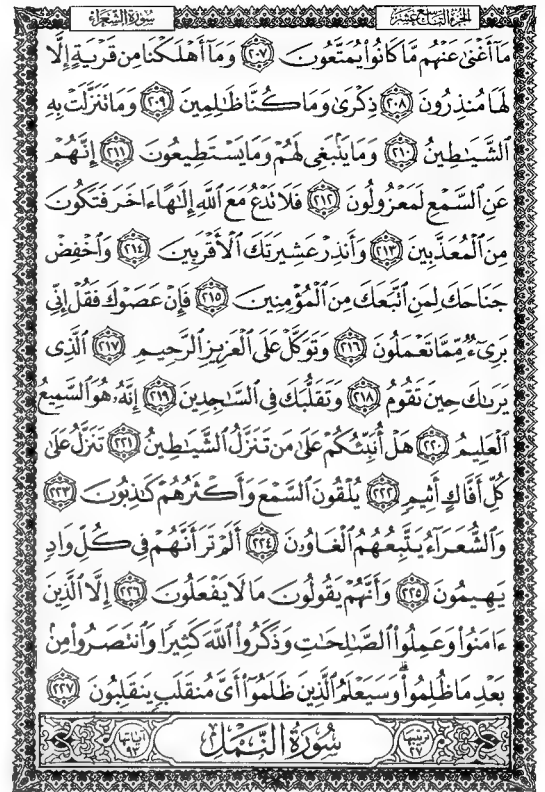 الجزء التاسع عشر سورة الشعراء
مَآ أَغْنَىٰ عَنْهُم مَّا كَانُوا۟ يُمَتَّعُونَ ٢٠٧ وَمَآ أَهْلَكْنَا مِن قَرْيَةٍ إِلَّا
لَهَا مُنذِرُونَ ٢٠٨ ذِكْرَىٰ وَمَا كُنَّا ظَٰلِمِينَ ٢٠٩ وَمَا تَنَزَّلَتْ بِهِ
ٱلشَّيَٰطِينُ ٢١٠ وَمَا يَنۢبَغِى لَهُمْ وَمَا يَسْتَطِيعُونَ ٢١١ إِنَّهُمْ
عَنِ ٱلسَّمْعِ لَمَعْزُولُونَ ٢١٢ فَلَا تَدْعُ مَعَ ٱللَّهِ إِلَٰهًا ءَاخَرَ فَتَكُونَ
مِنَ ٱلْمُعَذَّبِينَ ٢١٣ وَأَنذِرْ عَشِيرَتَكَ ٱلْأَقْرَبِينَ ٢١٤ وَٱخْفِضْ
جَنَاحَكَ لِمَنِ ٱتَّبَعَكَ مِنَ ٱلْمُؤْمِنِينَ ٢١٥ فَإِنْ عَصَوْكَ فَقُلْ إِنِّى
بَرِىٓءٌ مِّمَّا تَعْمَلُونَ ٢١٦ وَتَوَكَّلْ عَلَى ٱلْعَزِيزِ ٱلرَّحِيمِ ٢١٧ ٱلَّذِى
يَرَىٰكَ حِينَ تَقُومُ ٢١٨ وَتَقَلُّبَكَ فِى ٱلسَّٰجِدِينَ ٢١٩ إِنَّهُۥ هُوَ ٱلسَّمِيعُ
ٱلْعَلِيمُ ٢٢٠ هَلْ أُنَبِّئُكُمْ عَلَىٰ مَن تَنَزَّلُ ٱلشَّيَٰطِينُ ٢٢١ تَنَزَّلُ عَلَىٰ
كُلِّ أَفَّاكٍ أَثِيمٍ ٢٢٢ يُلْقُونَ ٱلسَّمْعَ وَأَكْثَرُهُمْ كَٰذِبُونَ ٢٢٣
وَٱلشُّعَرَآءُ يَتَّبِعُهُمُ ٱلْغَاوُۥنَ ٢٢٤ أَلَمْ تَرَ أَنَّهُمْ فِى كُلِّ وَادٍ
يَهِيمُونَ ٢٢٥ وَأَنَّهُمْ يَقُولُونَ مَا لَا يَفْعَلُونَ ٢٢٦ إِلَّا ٱلَّذِينَ
ءَامَنُوا۟ وَعَمِلُوا۟ ٱلصَّٰلِحَٰتِ وَذَكَرُوا۟ ٱللَّهَ كَثِيرًا وَٱنتَصَرُوا۟ مِنۢ
بَعْدِ مَا ظُلِمُوا۟ ۗ وَسَيَعْلَمُ ٱلَّذِينَ ظَلَمُوٓا۟ أَىَّ مُنقَلَبٍ يَنقَلِبُونَ ٢٢٧
ترتيبها ٢٧ سُورَةُ النَّمْلِ آياتها ٩٣